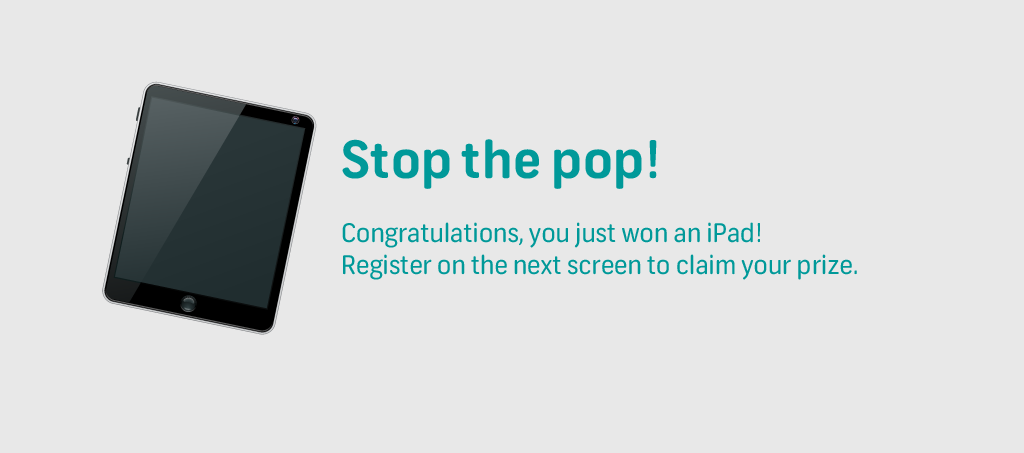 Stop the pop!
Congratulations, you just won an iPad!
Register on the next screen to claim your prize.